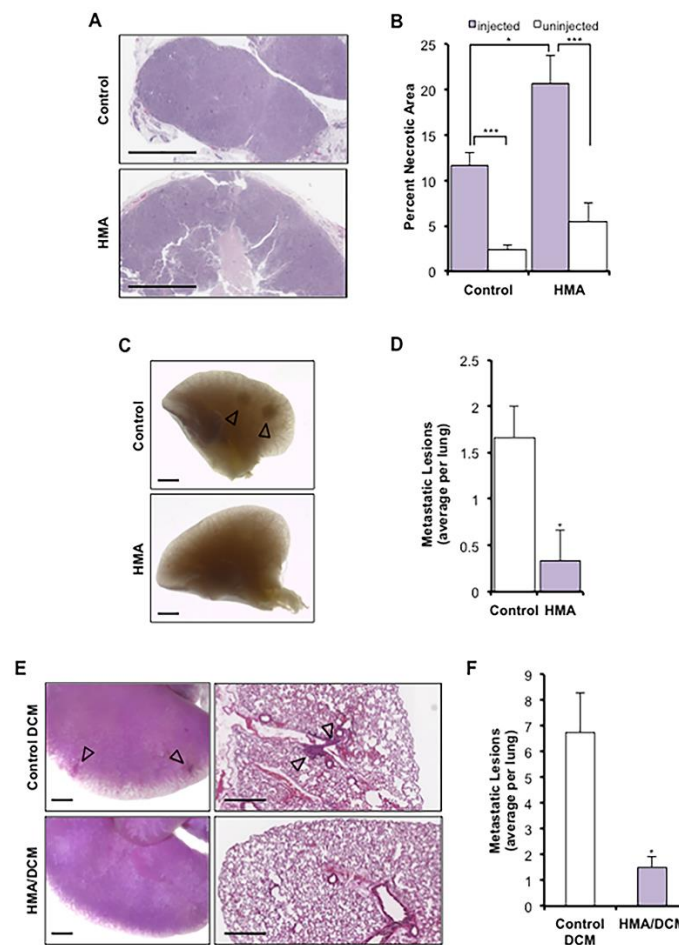 A
Control
HMA
B
injected uninjected
Percent Necrotic Area
25
20
15
10
5
0
* ***
***
Control HMA
C
Control
HMA
D
Metastatic Lesions
(average per lung)
2.5
2
1.5
1
0.5
0
*
Control HMA
E
Control DCM
HMA/DCM
F
Metastatic Lesions
(average per lung)
9
8
7
6
5
4
3
2
1
0
*
Control HMA/DCM
DCM